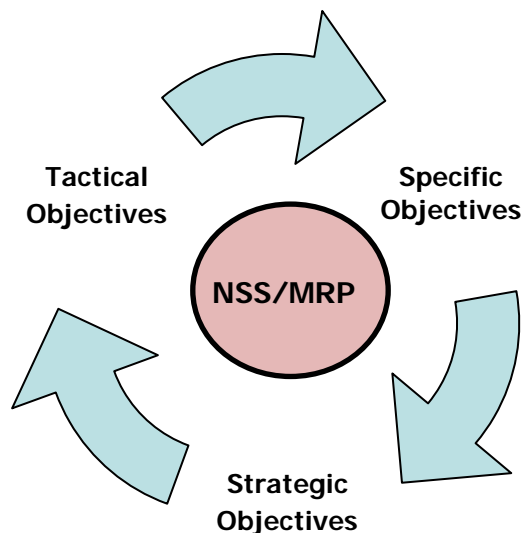 Tactical
Objectives
Specific
Objectives
NSS/MRP
Strategic
Objectives